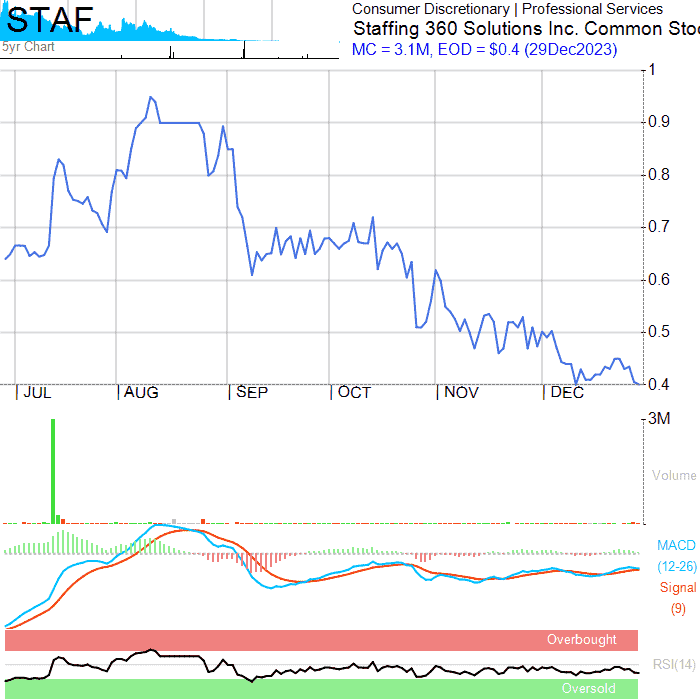 STAF
5yr Chart
Consumer Discretionary | Professional Services
Staffing 360 Solutions Inc. Common Stoc
MC = 3.1M, EOD = $0.4 (29Dec2023)
1
0.9
0.8
0.7
0.6
0.5
0.4
JUL AUG SEP OCT NOV DEC
3M
Volume
MACD
(12-26)
Signal
(9)
Overbought
RSI(14)
Oversold